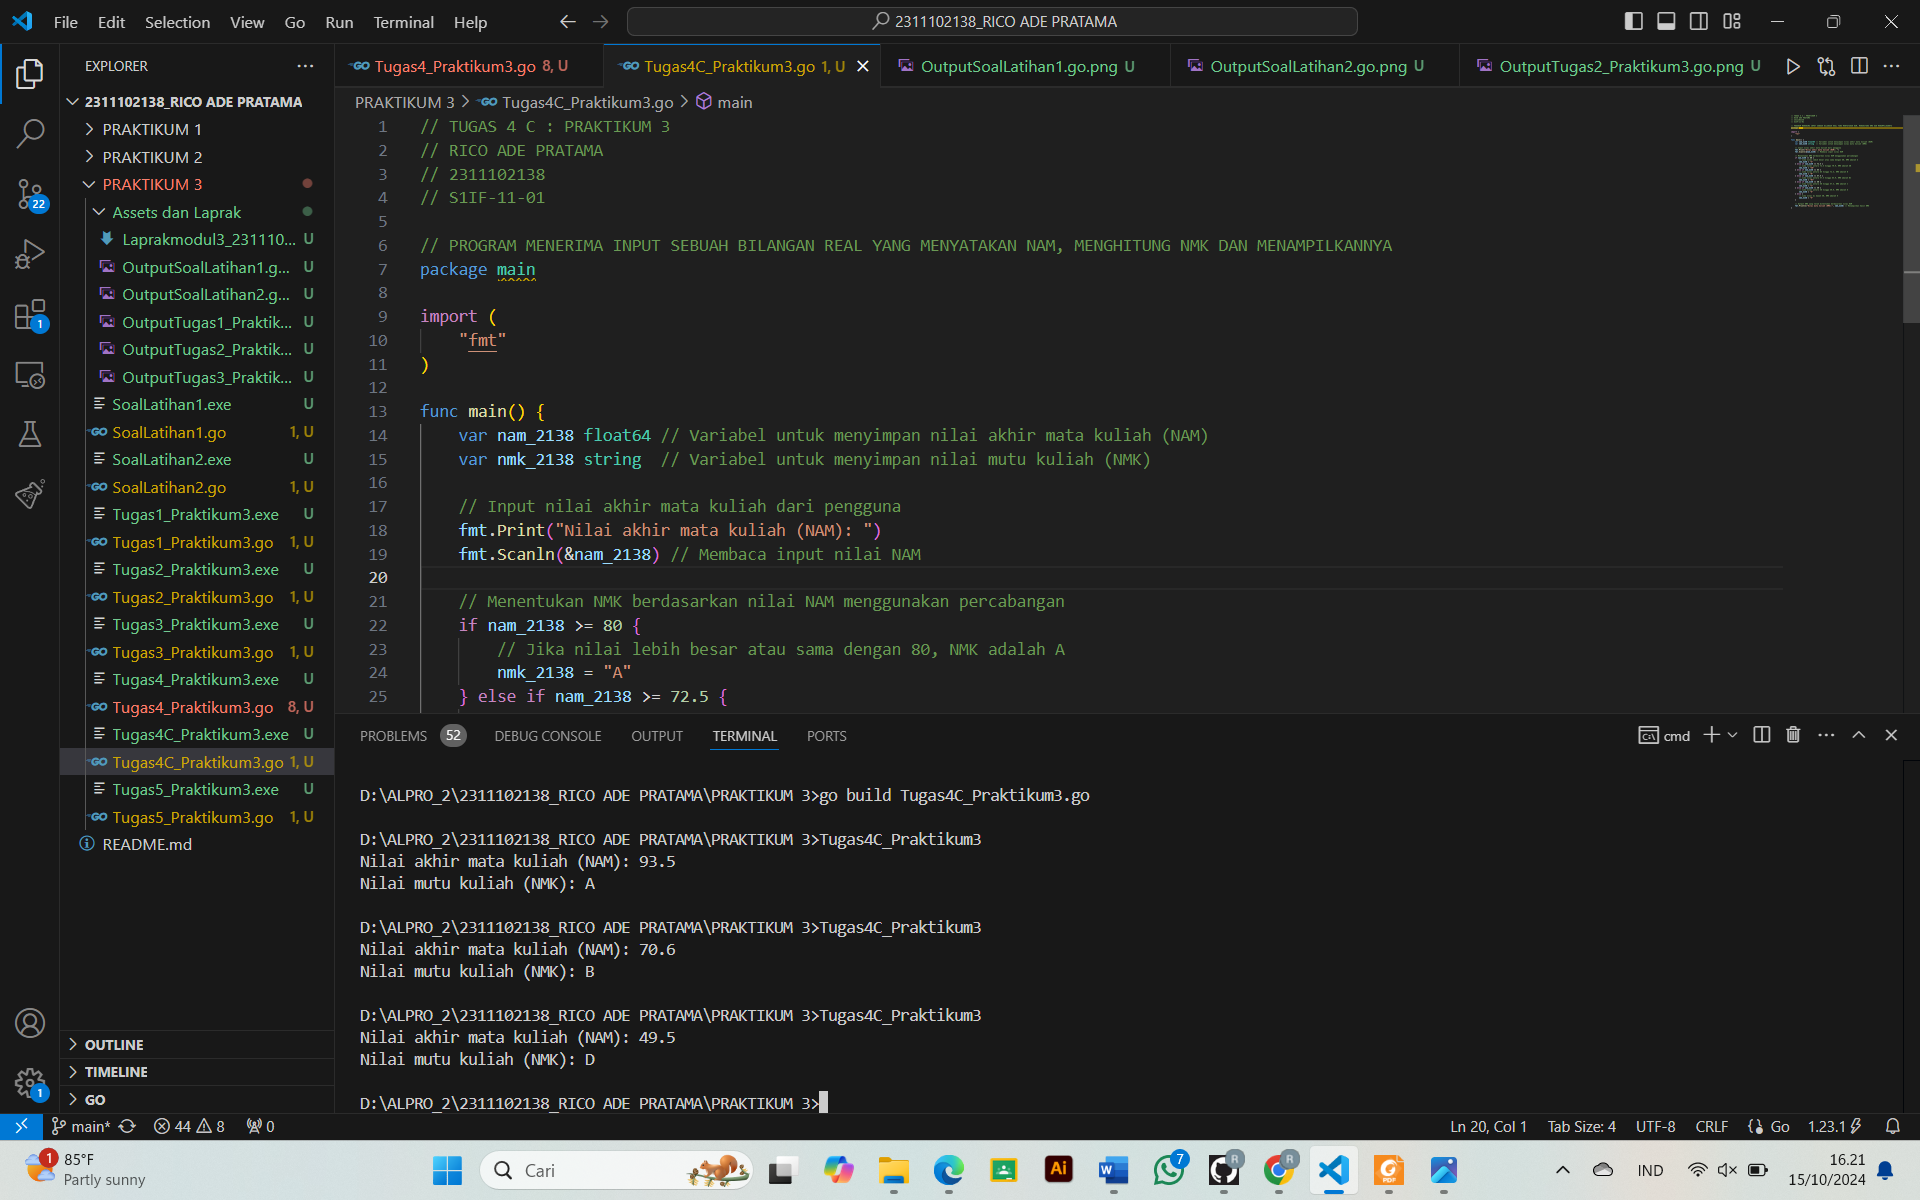 File Edit Selection View Go Run Terminal Help
2311102138_RICO ADE PRATAMA
EXPLORER
2311102138_RICO ADE PRATAMA
PRAKTIKUM 1
PRAKTIKUM 2
PRAKTIKUM 3
Assets dan Laprak
Laprakmodul3_231110... U
OutputSoalLatihan1.g... U
OutputSoalLatihan2.g... U
OutputTugas1_Praktik... U
OutputTugas2_Praktik... U
OutputTugas3_Praktik... U
SoalLatihan1.exe U
SoalLatihan1.go 1, U
SoalLatihan2.exe U
SoalLatihan2.go 1, U
Tugas1_Praktikum3.exe U
Tugas1_Praktikum3.go 1, U
Tugas2_Praktikum3.exe U
Tugas2_Praktikum3.go 1, U
Tugas3_Praktikum3.exe U
Tugas3_Praktikum3.go 1, U
Tugas4_Praktikum3.exe U
Tugas4_Praktikum3.go 8, U
Tugas4C_Praktikum3.exe U
Tugas4C_Praktikum3.go 1, U
Tugas5_Praktikum3.exe U
Tugas5_Praktikum3.go 1, U
README.md
OUTLINE
TIMELINE
GO
22
1
1
Tugas4_Praktikum3.go 8, U
Tugas4C_Praktikum3.go 1, U
OutputSoalLatihan1.go.png U
OutputSoalLatihan2.go.png U
OutputTugas2_Praktikum3.go.png U
PRAKTIKUM 3 > Tugas4C_Praktikum3.go > main
1 // TUGAS 4 C : PRAKTIKUM 3
2 // RICO ADE PRATAMA
3 // 2311102138
4 // S1IF-11-01
5
6 // PROGRAM MENERIMA INPUT SEBUAH BILANGAN REAL YANG MENYATAKAN NAM, MENGHITUNG NMK DAN MENAMPILKANNYA
7 package main
8
9 import (
10 "fmt"
11 )
12
13 func main() {
14 var nam_2138 float64 // Variabel untuk menyimpan nilai akhir mata kuliah (NAM)
15 var nmk_2138 string // Variabel untuk menyimpan nilai mutu kuliah (NMK)
16
17 // Input nilai akhir mata kuliah dari pengguna
18 fmt.Print("Nilai akhir mata kuliah (NAM): ")
19 fmt.Scanln(&nam_2138) // Membaca input nilai NAM
20
21 // Menentukan NMK berdasarkan nilai NAM menggunakan percabangan
22 if nam_2138 >= 80 {
23 // Jika nilai lebih besar atau sama dengan 80, NMK adalah A
24 nmk_2138 = "A"
25 } else if nam_2138 >= 72.5 {
PROBLEMS 52 DEBUG CONSOLE OUTPUT TERMINAL PORTS
cmd
D:\ALPRO_2\2311102138_RICO ADE PRATAMA\PRAKTIKUM 3>go build Tugas4C_Praktikum3.go
D:\ALPRO_2\2311102138_RICO ADE PRATAMA\PRAKTIKUM 3>Tugas4C_Praktikum3
Nilai akhir mata kuliah (NAM): 93.5
Nilai mutu kuliah (NMK): A
D:\ALPRO_2\2311102138_RICO ADE PRATAMA\PRAKTIKUM 3>Tugas4C_Praktikum3
Nilai akhir mata kuliah (NAM): 70.6
Nilai mutu kuliah (NMK): B
D:\ALPRO_2\2311102138_RICO ADE PRATAMA\PRAKTIKUM 3>Tugas4C_Praktikum3
Nilai akhir mata kuliah (NAM): 49.5
Nilai mutu kuliah (NMK): D
D:\ALPRO_2\2311102138_RICO ADE PRATAMA\PRAKTIKUM 3>
main* 44 8 0
Ln 20, Col 1 Tab Size: 4 UTF-8 CRLF Go 1.23.1
1
85°F
Partly sunny
Cari
Ai
W
7
R
R
PDF
IND
16.21
15/10/2024